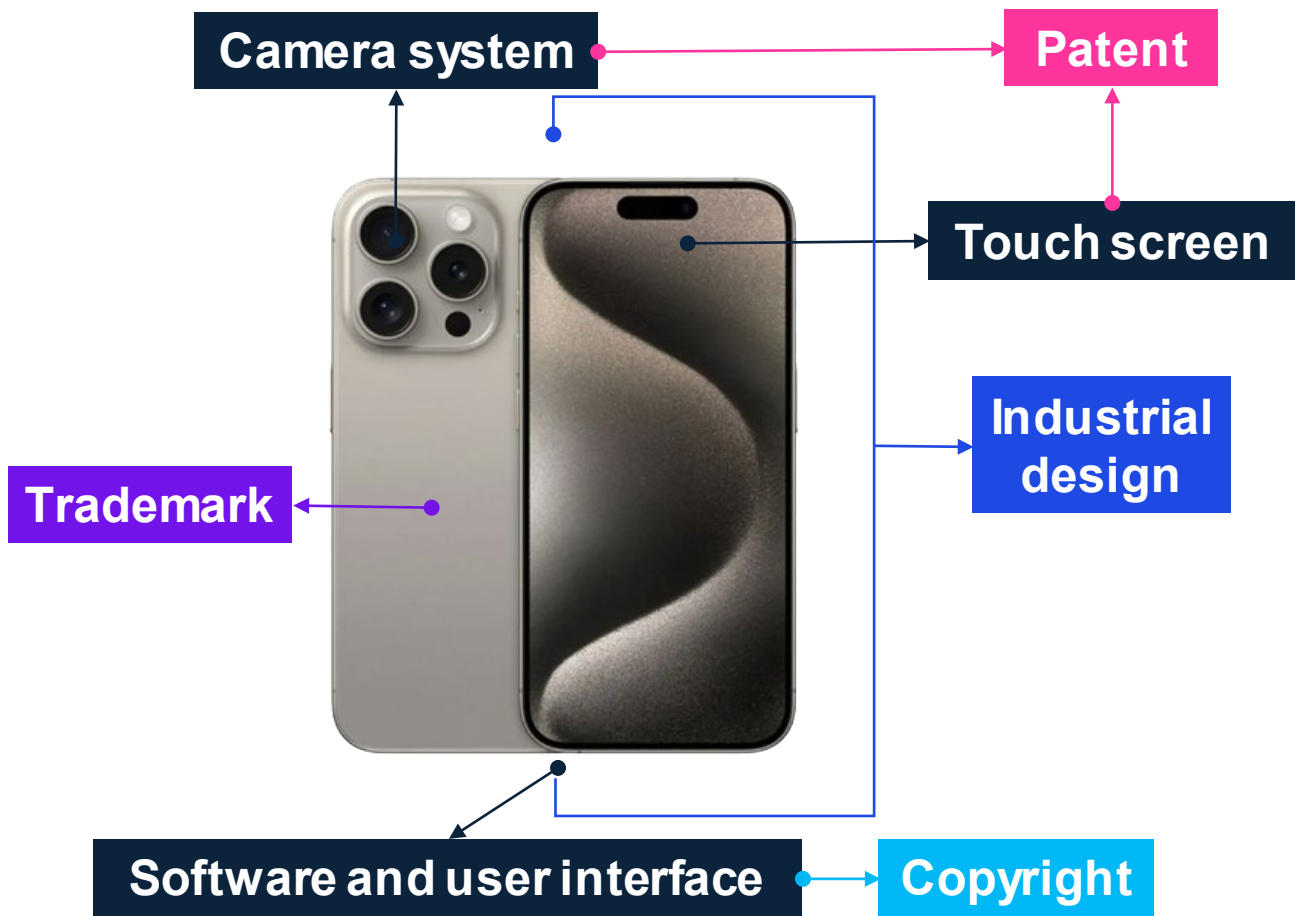 Camera system
Patent
Touch screen
Industrial
design
Trademark
Software and user interface
Copyright